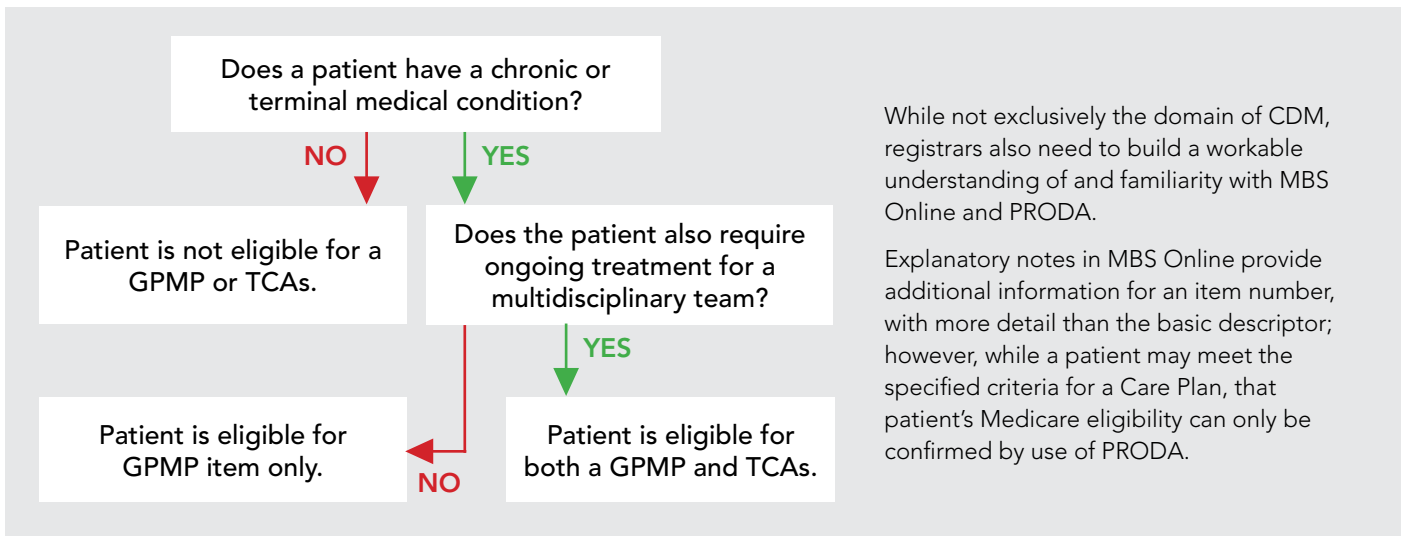 Does a patient have a chronic or
terminal medical condition?
NO
YES
Patient is not eligible for a
GPMP or TCAs.
Does the patient also require
ongoing treatment for a
multidisciplinary team?
YES
Patient is eligible for
GPMP item only.
NO
Patient is eligible for
both a GPMP and TCAs.
While not exclusively the domain of CDM,
registrars also need to build a workable
understanding of and familiarity with MBS
Online and PRODA.
Explanatory notes in MBS Online provide
additional information for an item number,
with more detail than the basic descriptor;
however, while a patient may meet the
specified criteria for a Care Plan, that
patient's Medicare eligibility can only be
confirmed by use of PRODA.